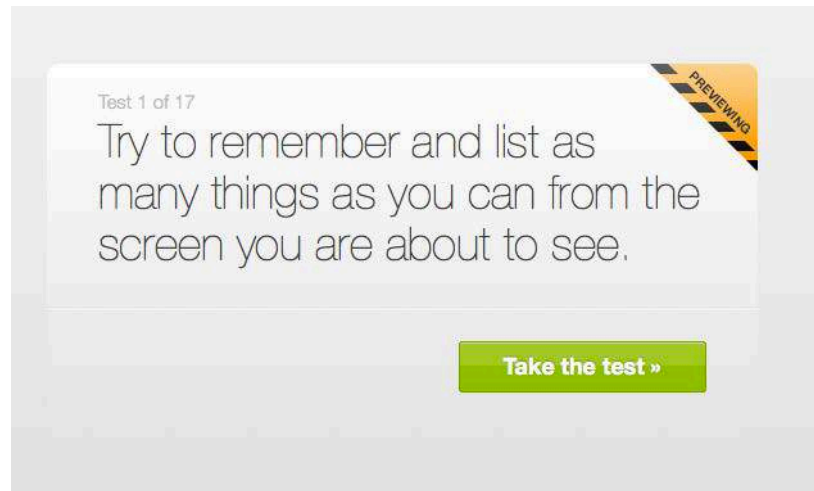 Test 1 of 17
PREVIEWING
Try to remember and list as
many things as you can from the
screen you are about to see.
Take the test »